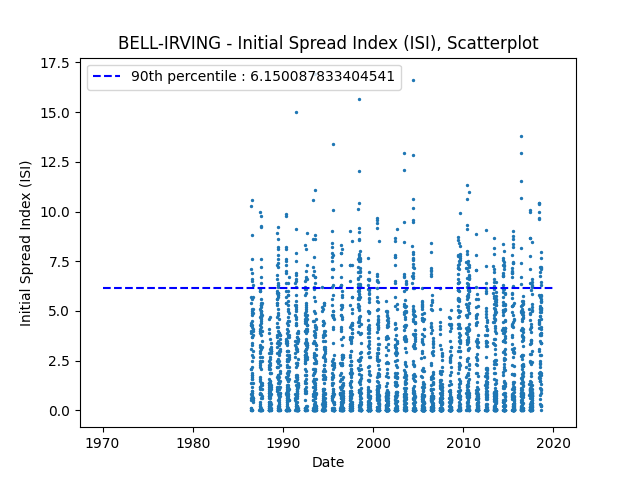 BELL-IRVING - Initial Spread Index (ISI), Scatterplot
17.5
90th percentile : 6.150087833404541
15.0
12.5
10.0
7.5
5.0
2.5
0.0
Initial Spread Index (ISI)
1970 1980 1990 2000 2010 2020
Date